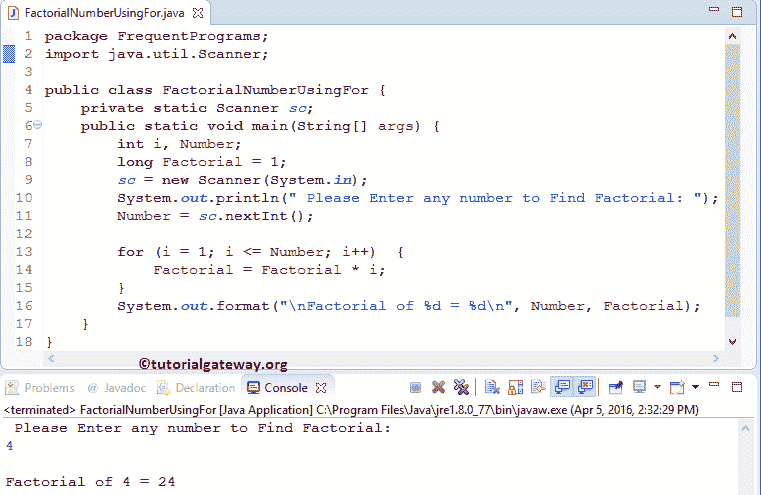 FactorialNumberUsingFor.java
1 package FrequentPrograms;
2 import java.util.Scanner;
3
4 public class FactorialNumberUsingFor {
5     private static Scanner sc;
6     public static void main(String[] args) {
7         int i, Number;
8         long Factorial = 1;
9         sc = new Scanner(System.in);
10         System.out.println(" Please Enter any number to Find Factorial: ");
11         Number = sc.nextInt();
12
13         for (i = 1; i <= Number; i++)  {
14             Factorial = Factorial * i;
15         }
16         System.out.format("\nFactorial of %d = %d\n", Number, Factorial);
17     }
18 }
©tutorialgateway.org
Problems @ Javadoc Declaration Console
<terminated> FactorialNumberUsingFor [Java Application] C:\Program Files\Java\jre1.8.0_77\bin\javaw.exe (Apr 5, 2016, 2:32:29 PM)
 Please Enter any number to Find Factorial:
4
Factorial of 4 = 24